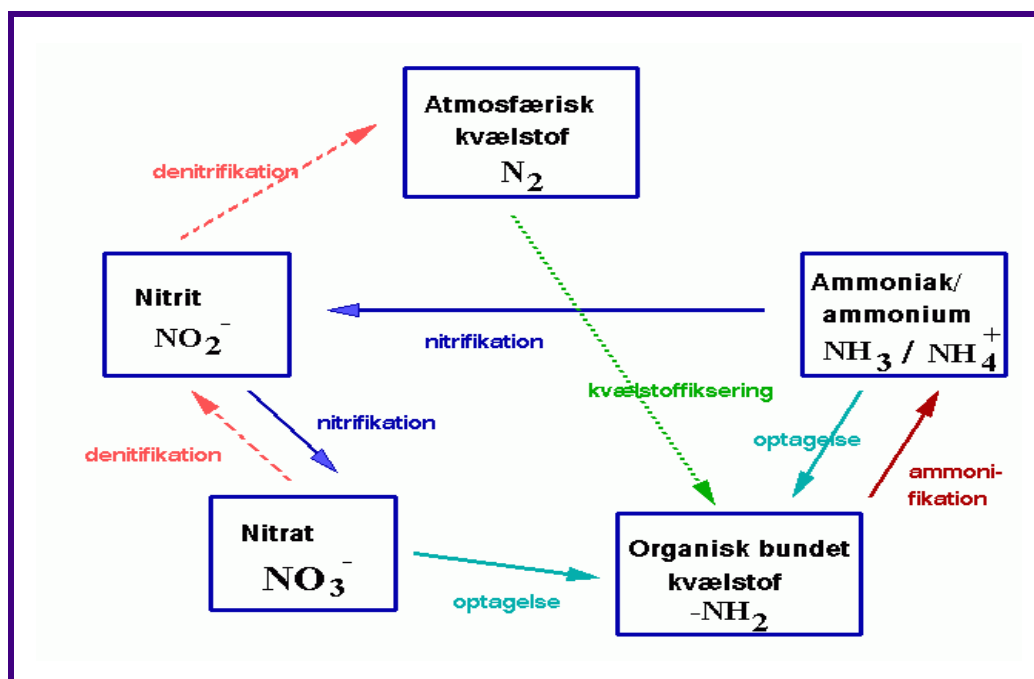 Atmosfærisk
kvælstof
N₂
denitrifikation
Nitrit
NO₂⁻
Ammoniak/
ammonium
NH₃ / NH₄⁺
nitrifikation
kvælstoffiksering
nitrifikation
denitifikation
optagelse
ammoni-
fikation
Nitrat
NO₃⁻
optagelse
Organisk bundet
kvælstof
-NH₂